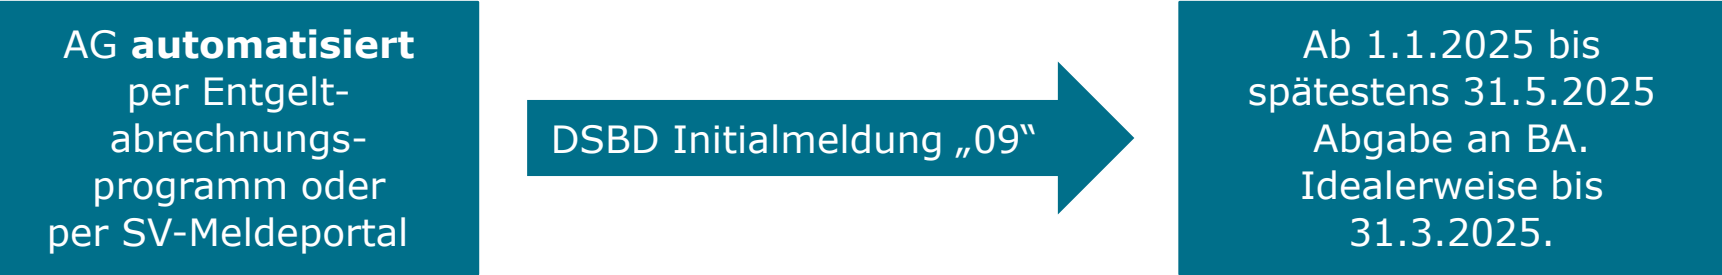 AG automatisiert
per Entgelt-
abrechnungs-
programm oder
per SV-Meldeportal
DSBD Initialmeldung „09“
Ab 1.1.2025 bis
spätestens 31.5.2025
Abgabe an BA.
Idealerweise bis
31.3.2025.